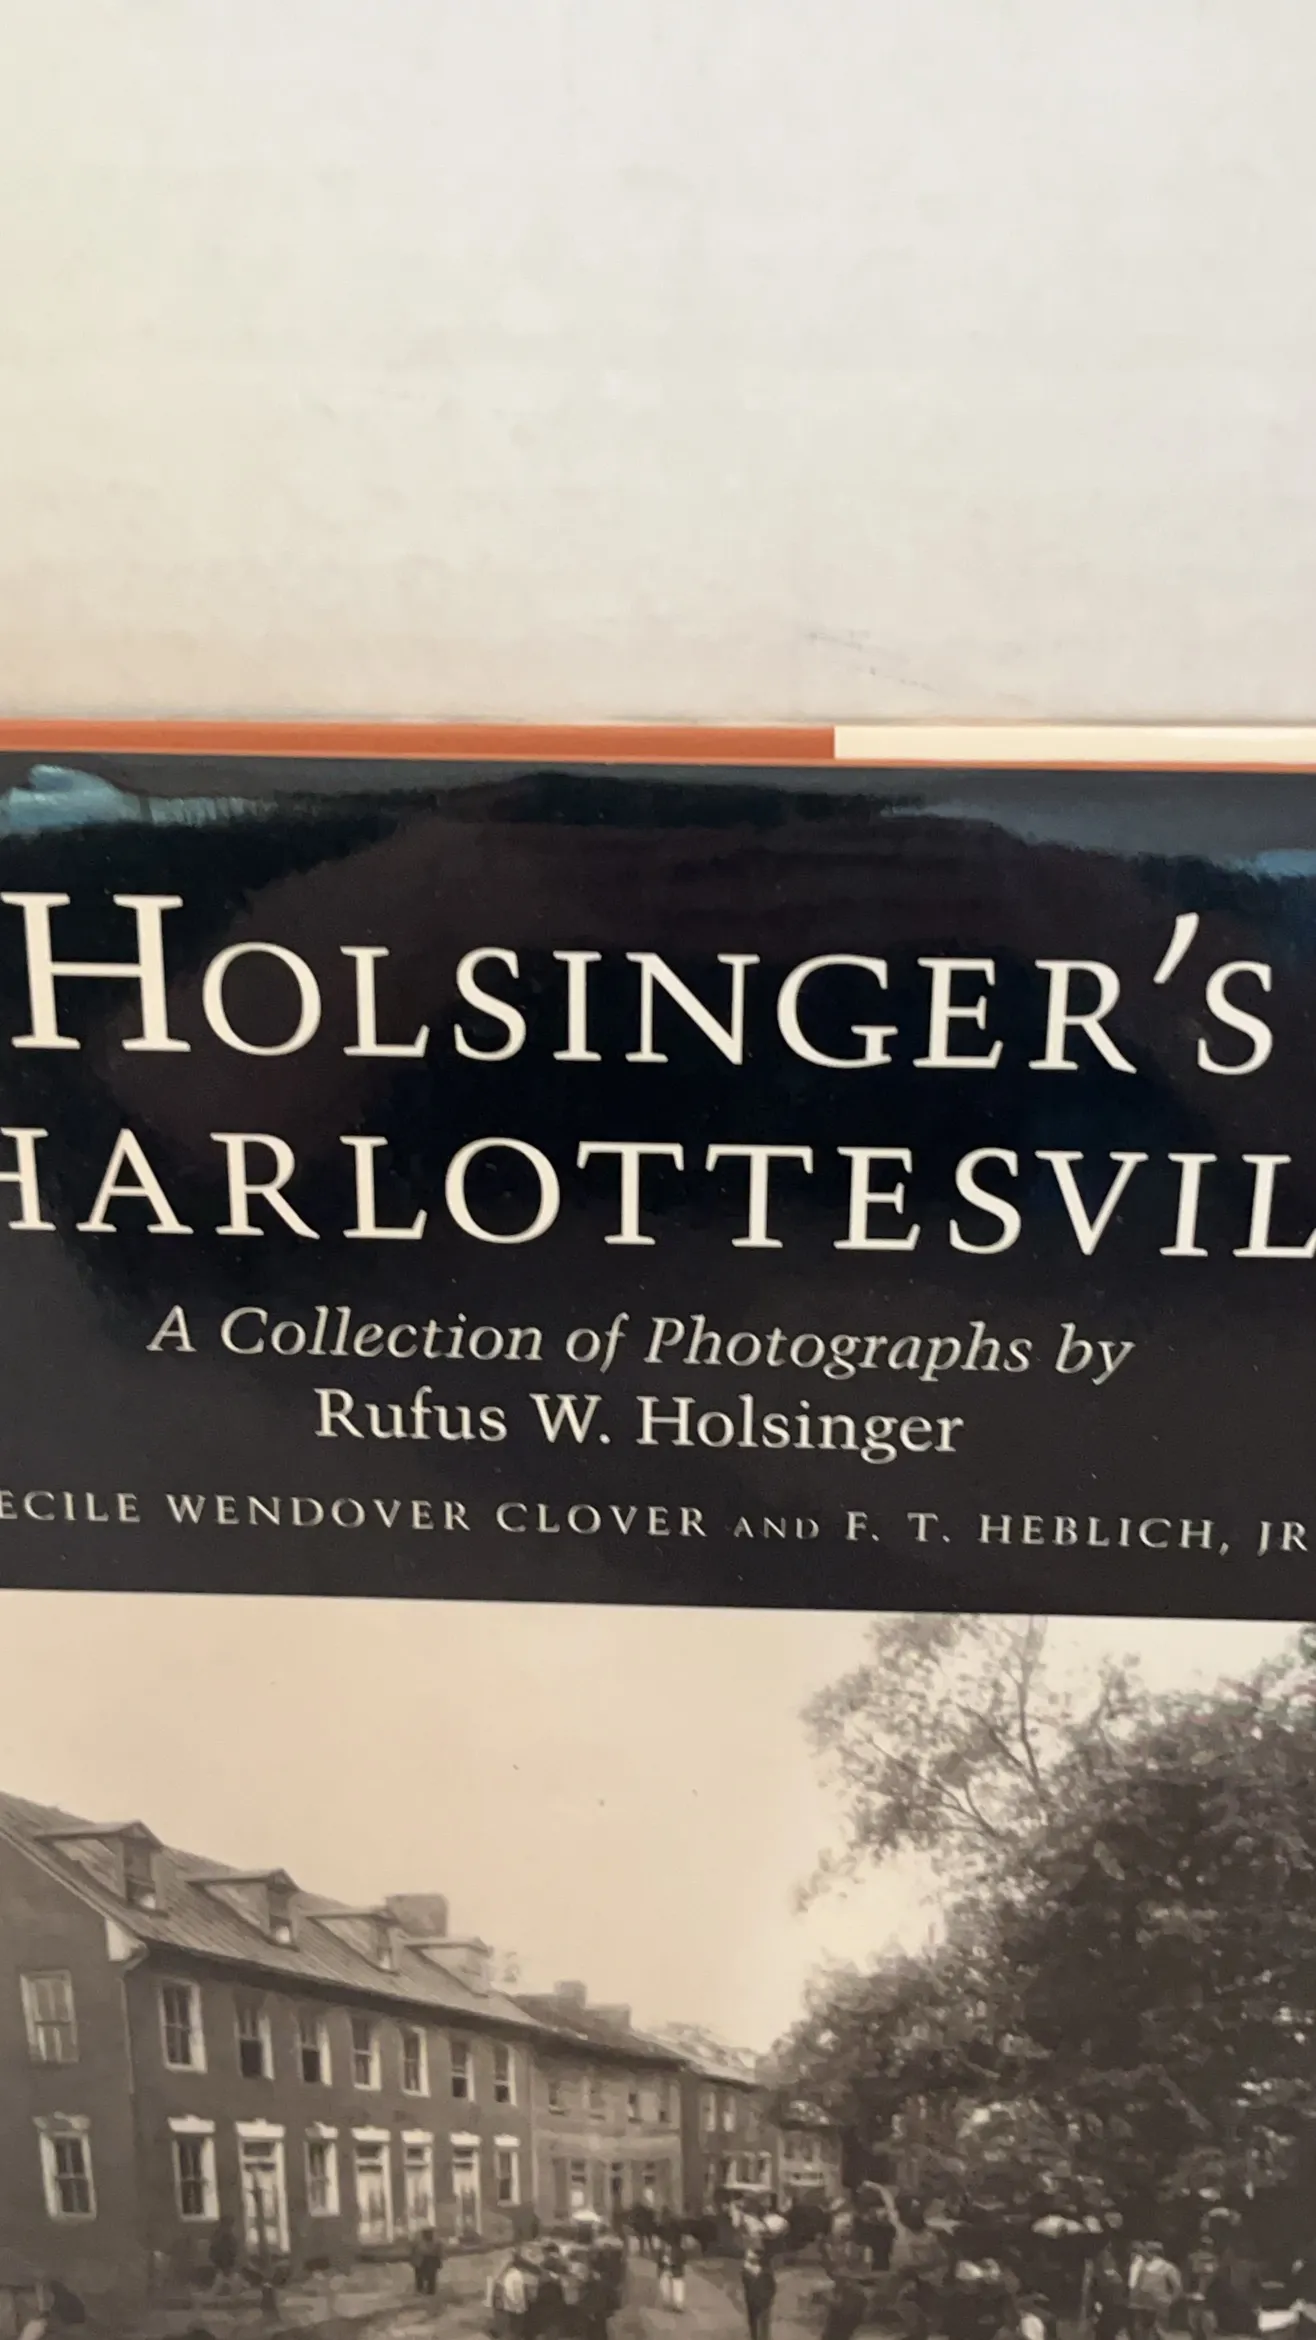 HOLSINGER'S
HARLOTTESVIL
A Collection of Photographs by
Rufus W. Holsinger
ECILE WENDOVER CLOVER AND F. T. HEBLICH, JR